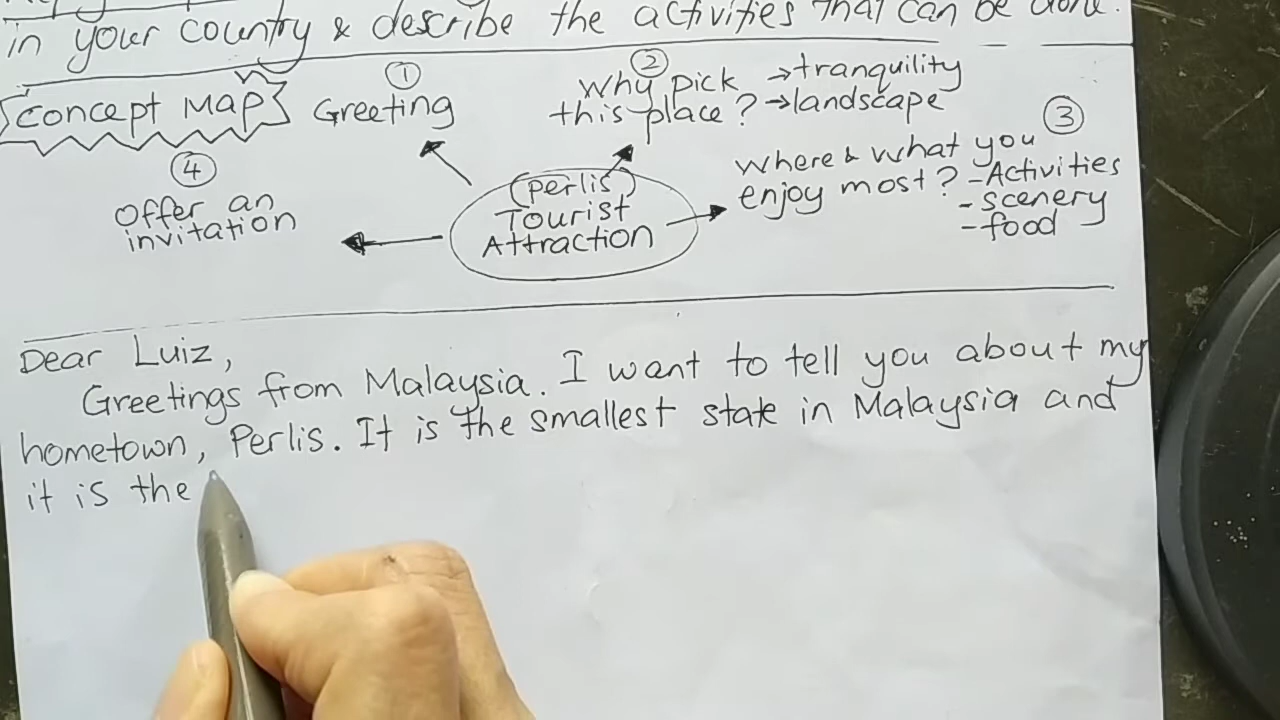 in your country & describe the activities that can be done.
Concept Map
① Greeting
② Why pick this place?
→ tranquility
→ landscape
③ Where & what you enjoy most?
- Activities
- scenery
- food
④ Offer an
invitation
(perlis)
Tourist
Attraction
Dear Luiz,
Greetings from Malaysia. I want to tell you about my
hometown, Perlis. It is the smallest state in Malaysia and
it is the